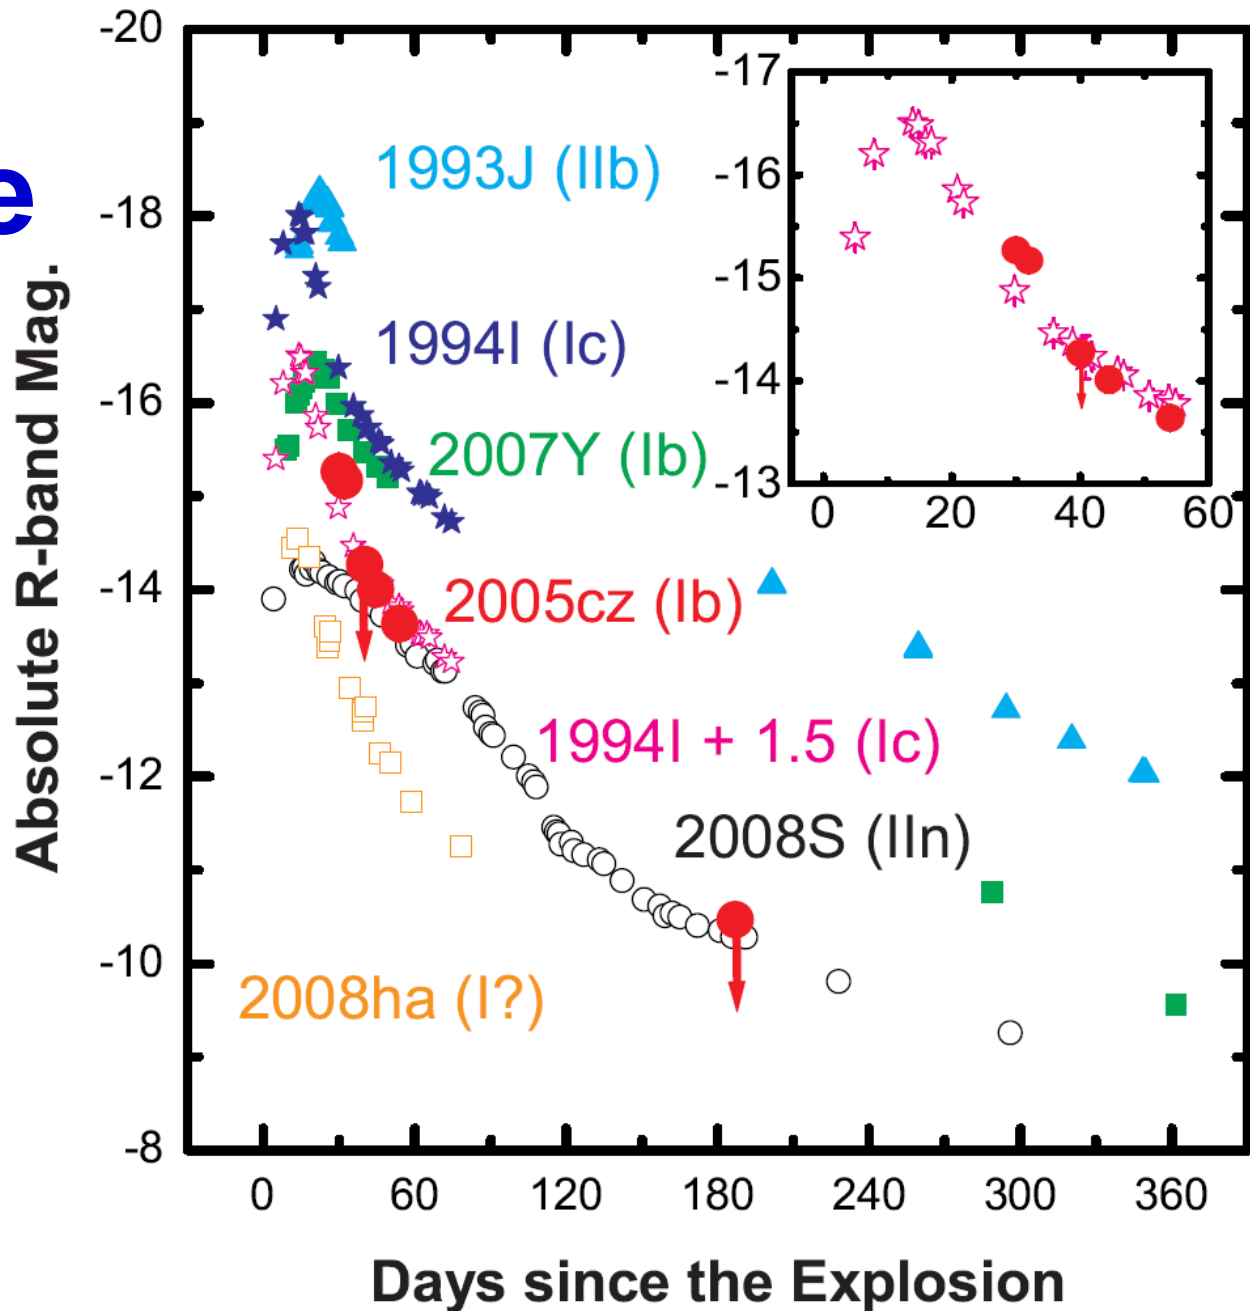 e
Absolute R-band Mag.
-20
-18
-16
-14
-12
-10
-8
1993J (IIb)
1994I (Ic)
2007Y (Ib)
2005cz (Ib)
1994I + 1.5 (Ic)
2008S (IIn)
2008ha (I?)
-17
-16
-15
-14
-13
0 20 40 60
0 60 120 180 240 300 360
Days since the Explosion